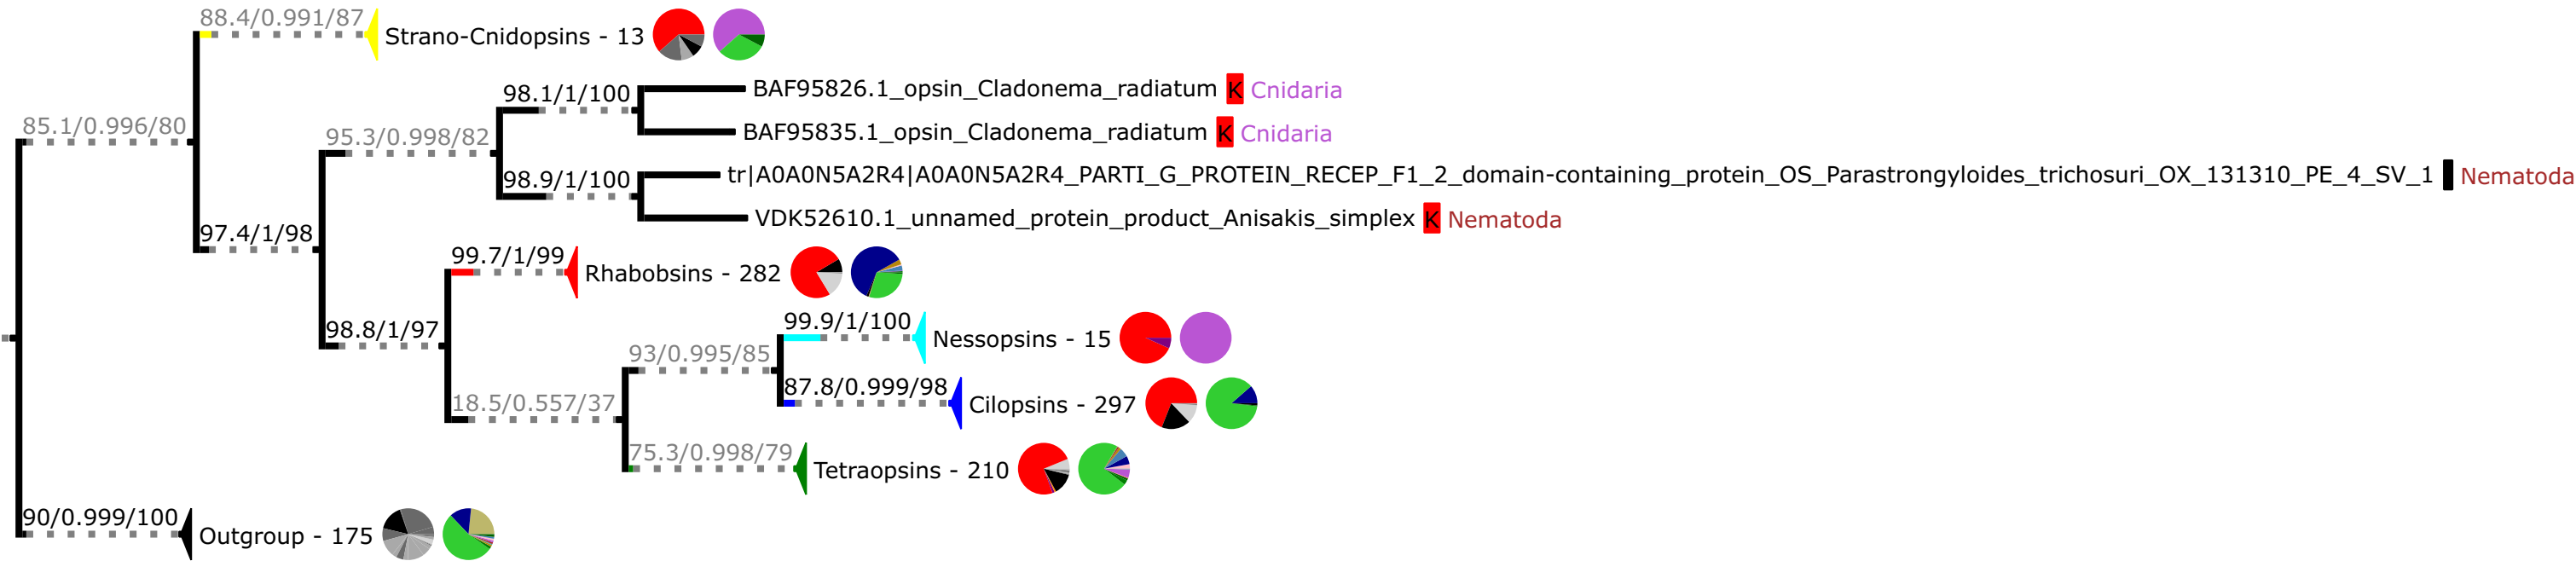 88.4/0.991/87
Strano-Cnidopsins - 13
98.1/1/100
BAF95826.1_opsin_Cladonema_radiatum K Cnidaria
85.1/0.996/80
95.3/0.998/82
BAF95835.1_opsin_Cladonema_radiatum K Cnidaria
98.9/1/100
tr|A0A0N5A2R4|A0A0N5A2R4_PARTI_G_PROTEIN_RECEP_F1_2_domain-containing_protein_OS_Parastrongyloides_trichosuri_OX_131310_PE_4_SV_1 Nematoda
VDK52610.1_unnamed_protein_product_Anisakis_simplex K Nematoda
97.4/1/98
99.7/1/99
Rhabobsins - 282
98.8/1/97
99.9/1/100
Nessopsins - 15
93/0.995/85
87.8/0.999/98
Cilopsins - 297
18.5/0.557/37
75.3/0.998/79
Tetraopsins - 210
90/0.999/100
Outgroup - 175